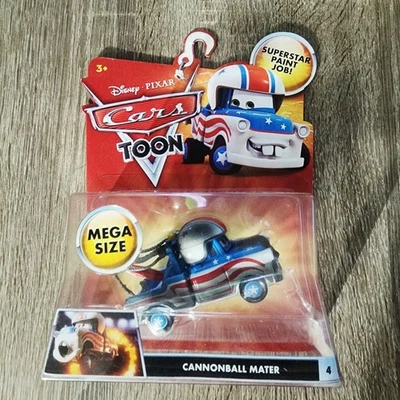 3+
SUPERSTAR
PAINT
JOB!
Disney · PIXAR
Cars
TOON
MEGA
SIZE
CANNONBALL MATER
4